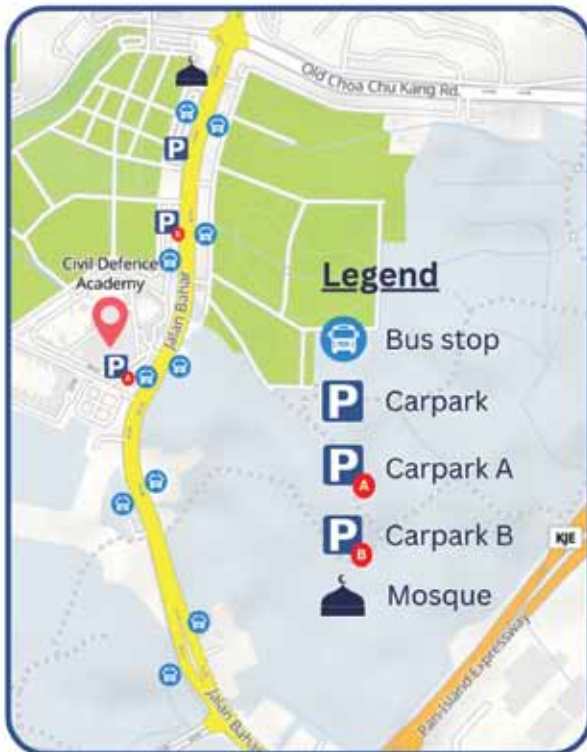 Old Choa Chu Kang Rd.
P
P
B
Civil Defence
Academy
Jalan Bahar
P
A
Legend
Bus stop
P Carpark
P Carpark A
A
P Carpark B
B
KJE
Mosque
Pan-Island Expressway
Jalan Bahar